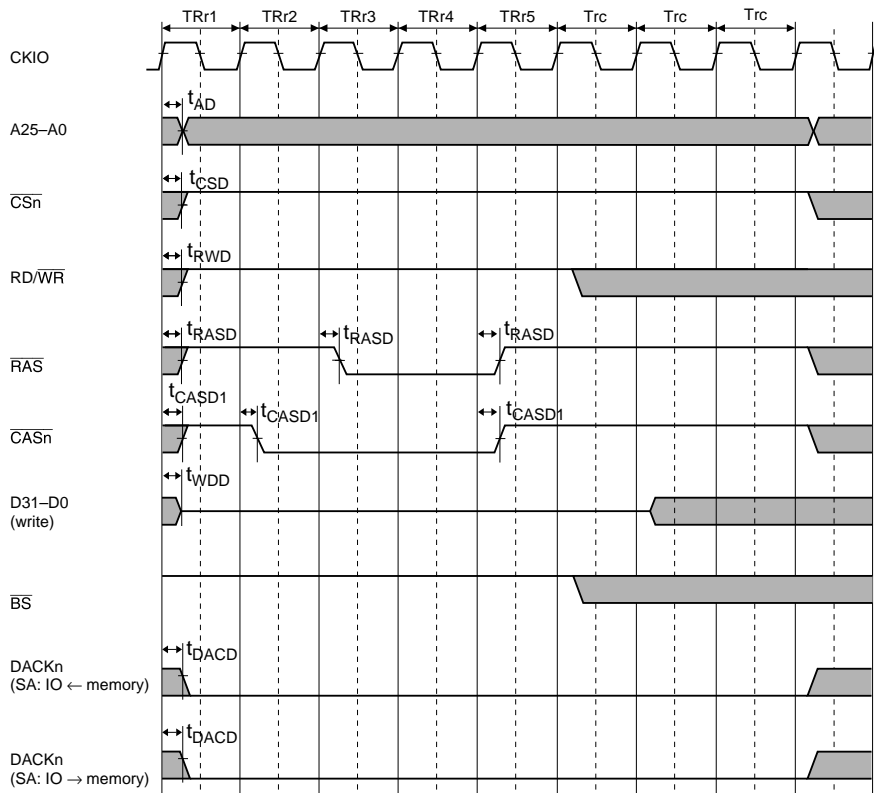 TRr1 TRr2 TRr3 TRr4 TRr5 Trc Trc Trc
CKIO
tAD
A25–A0
tCSD
CSn
tRWD
RD/WR
tRASD tRASD tRASD
RAS
tCASD1 tCASD1 tCASD1
CASn
tWDD
D31–D0
(write)
BS
tDACD
DACKn
(SA: IO ← memory)
tDACD
DACKn
(SA: IO → memory)